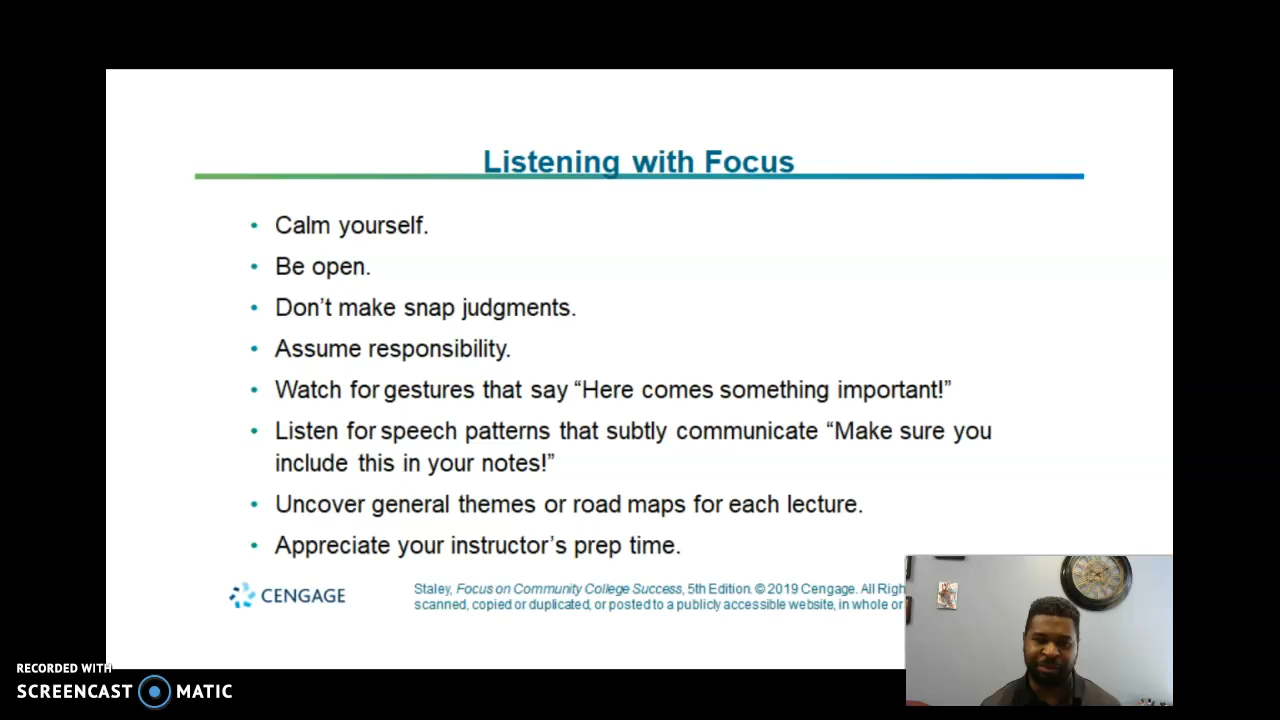 Listening with Focus
• Calm yourself.
• Be open.
• Don’t make snap judgments.
• Assume responsibility.
• Watch for gestures that say “Here comes something important!”
• Listen for speech patterns that subtly communicate “Make sure you
include this in your notes!”
• Uncover general themes or road maps for each lecture.
• Appreciate your instructor’s prep time.
CENGAGE
Staley, Focus on Community College Success, 5th Edition. © 2019 Cengage. All
scanned, copied or duplicated, or posted to a publicly accessible website, in whole or
RECORDED WITH
SCREENCAST MATIC